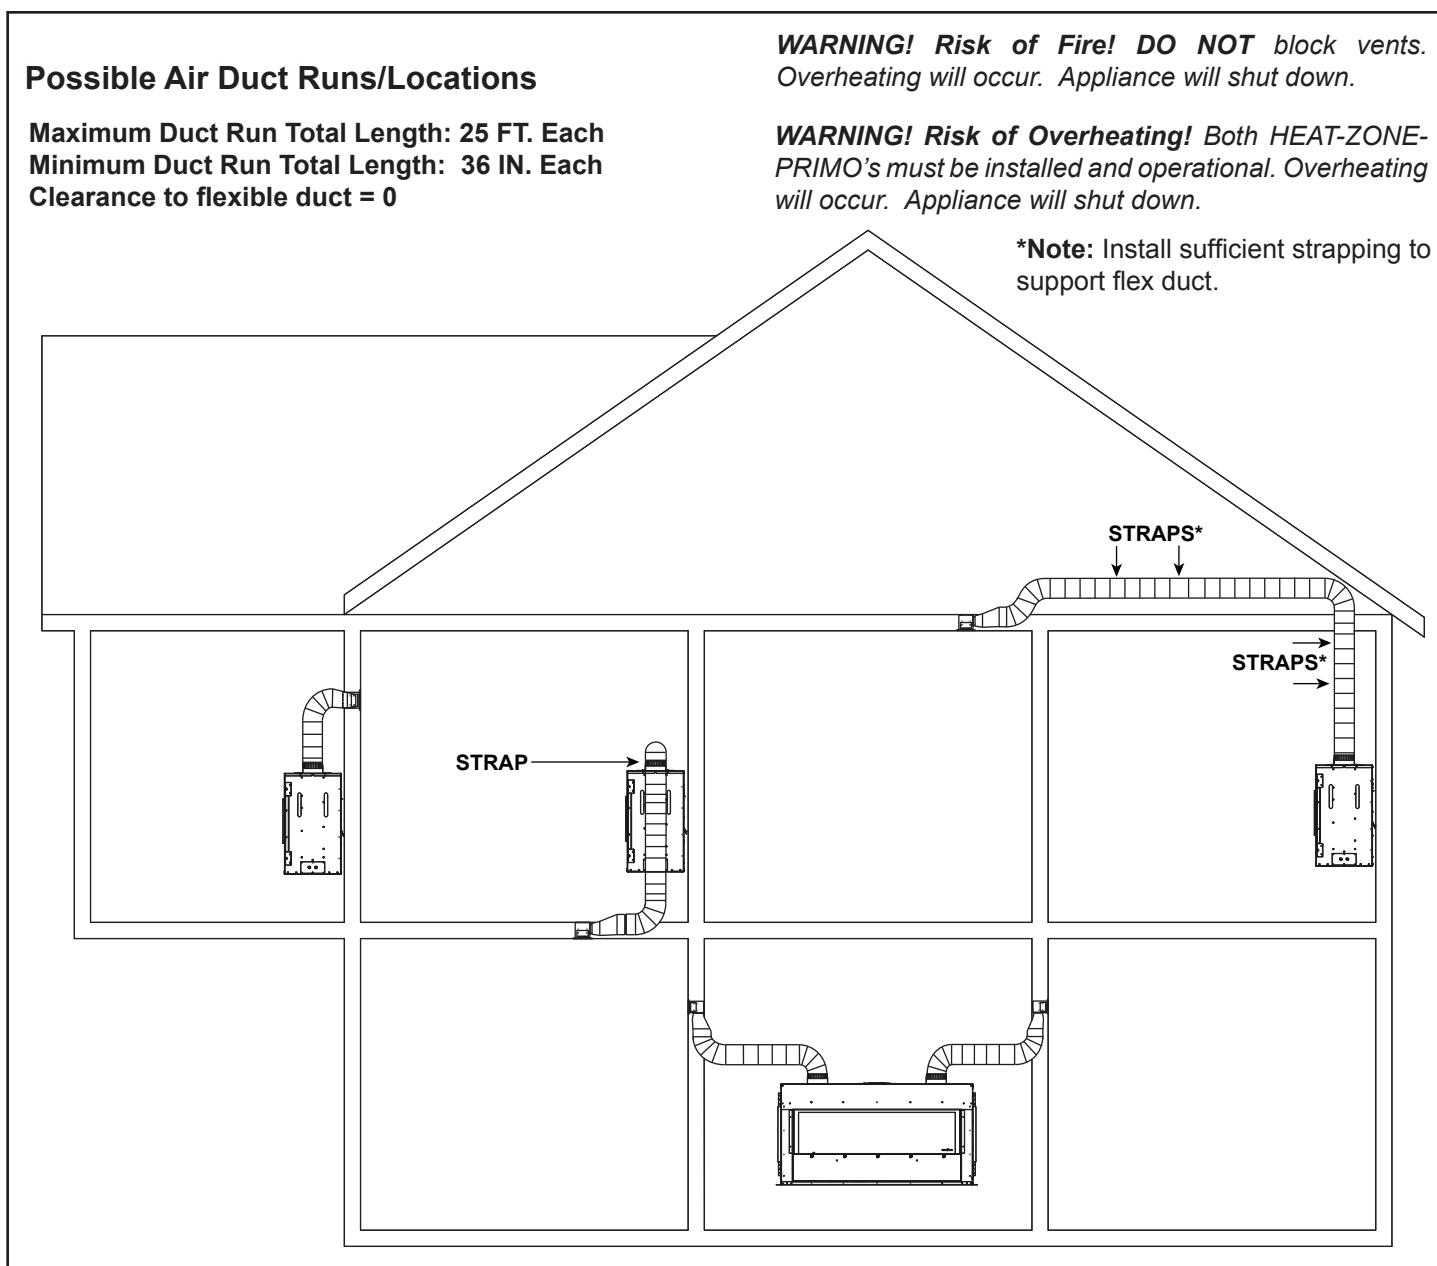 Possible Air Duct Runs/Locations
Maximum Duct Run Total Length: 25 FT. Each
Minimum Duct Run Total Length:  36 IN. Each
Clearance to flexible duct = 0
WARNING! Risk of Fire! DO NOT block vents.
Overheating will occur.  Appliance will shut down.
WARNING! Risk of Overheating! Both HEAT-ZONE-
PRIMO’s must be installed and operational. Overheating
will occur.  Appliance will shut down.
*Note: Install sufficient strapping to
support flex duct.
STRAPS*
STRAPS*
STRAP